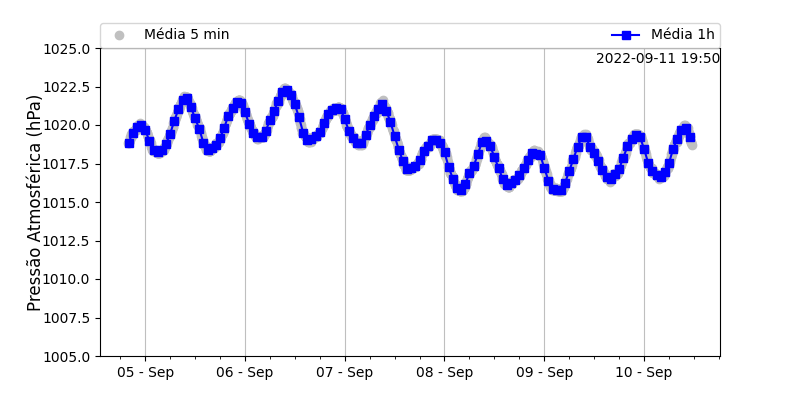 Média 5 min
Média 1h
2022-09-11 19:50
Pressão Atmosférica (hPa)
1025.0
1022.5
1020.0
1017.5
1015.0
1012.5
1010.0
1007.5
1005.0
05 - Sep
06 - Sep
07 - Sep
08 - Sep
09 - Sep
10 - Sep